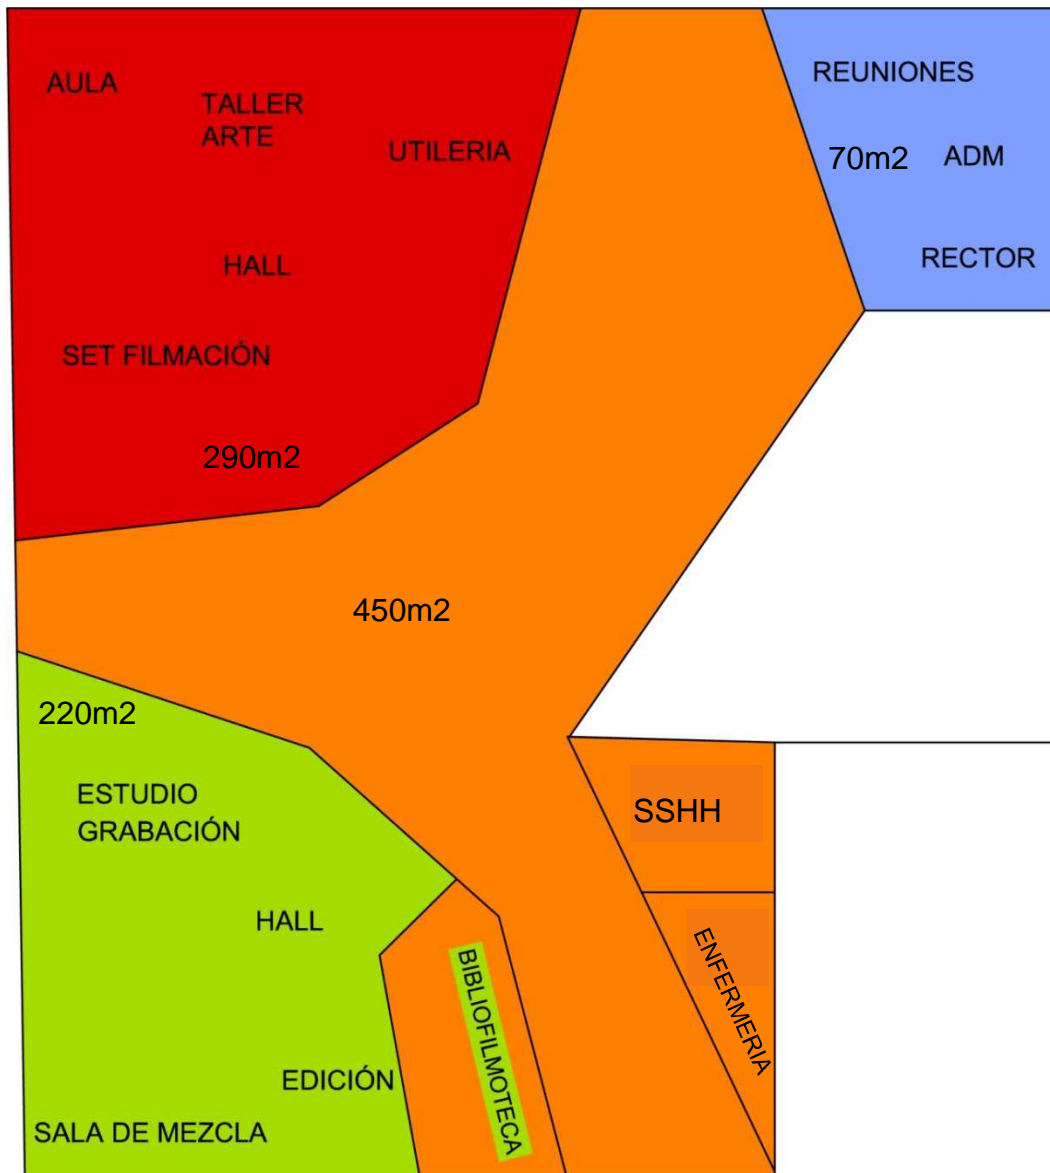 AULA
TALLER
ARTE
UTILERIA
HALL
SET FILMACIÓN
290m2
REUNIONES
70m2 ADM
RECTOR
450m2
220m2
ESTUDIO
GRABACIÓN
HALL
EDICIÓN
SALA DE MEZCLA
BIBLIOFILMOTECA
SSHH
ENFERMERIA